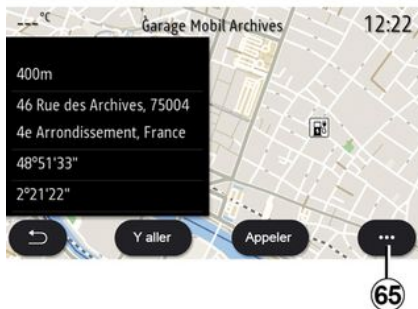 ---°C
Garage Mobil Archives
12:22
400m
46 Rue des Archives, 75004
4e Arrondissement, France
48°51'33"
2°21'22"
Y aller
Appeler
65